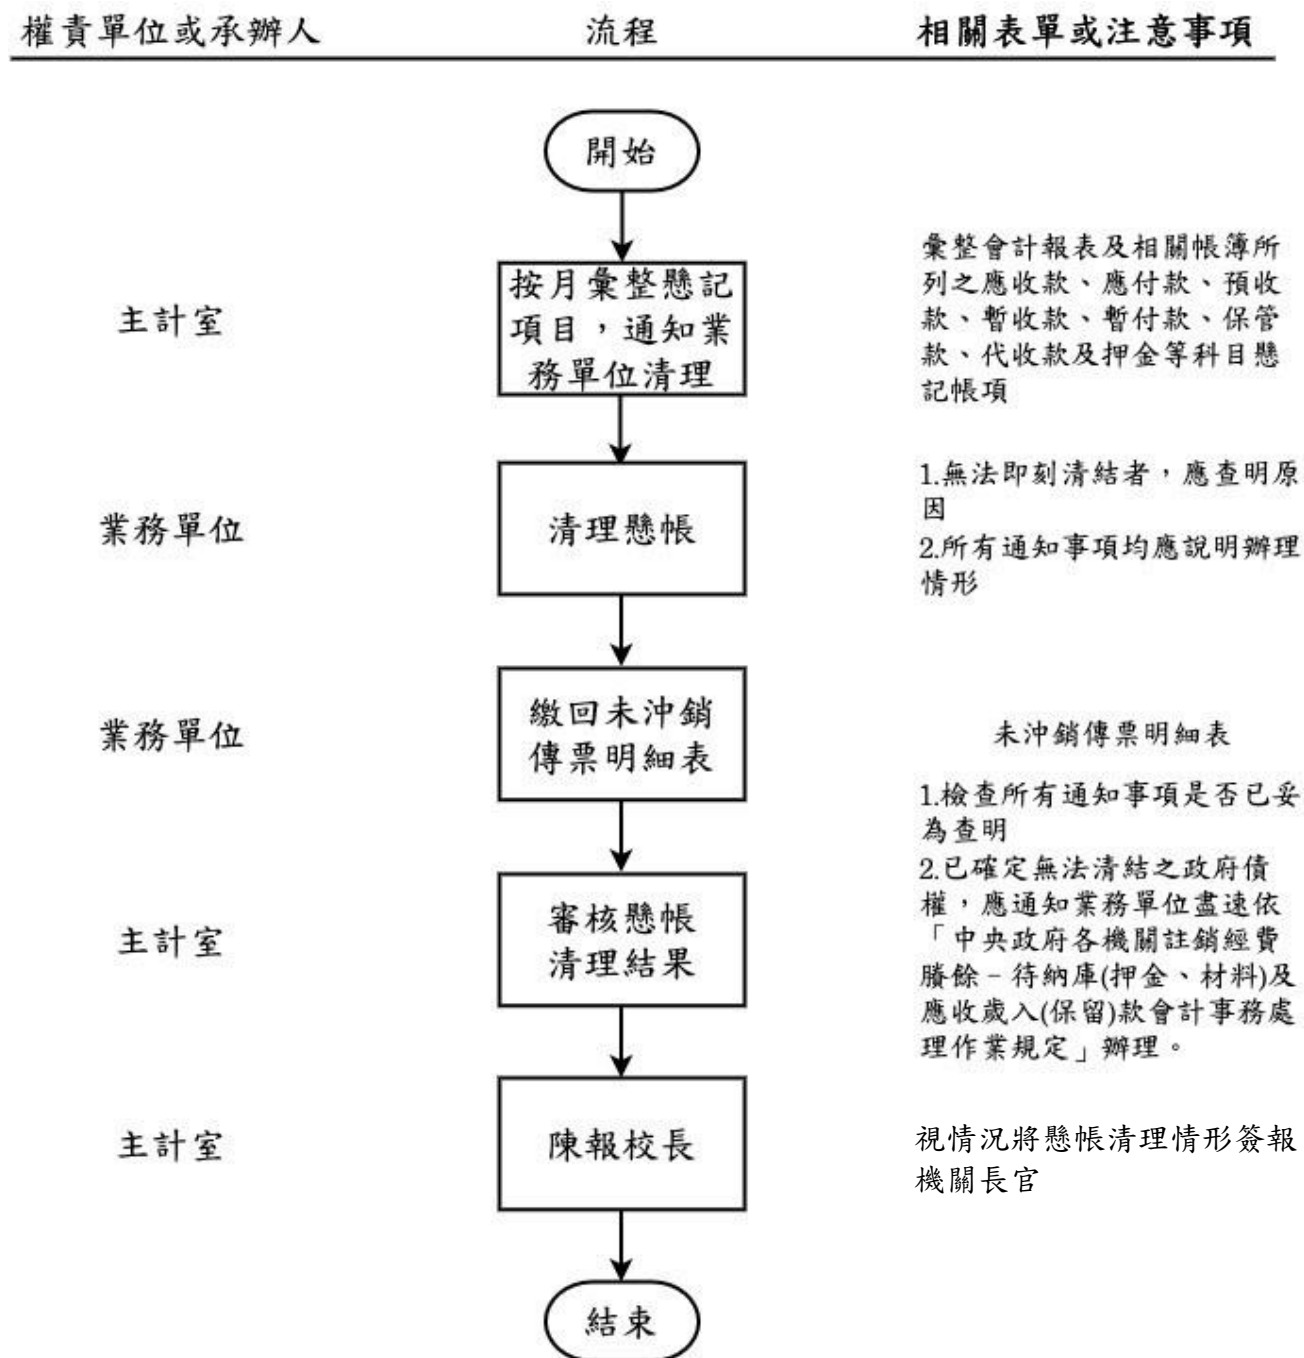 權責單位或承辦人
流程
相關表單或注意事項
開始
主計室
按月彙整懸記
項目，通知業
務單位清理
彙整會計報表及相關帳簿所
列之應收款、應付款、預收
款、暫收款、暫付款、保管
款、代收款及押金等科目懸
記帳項
業務單位
清理懸帳
1.無法即刻清結者，應查明原
因
2.所有通知事項均應說明辦理
情形
業務單位
繳回未沖銷
傳票明細表
未沖銷傳票明細表
主計室
審核懸帳
清理結果
1.檢查所有通知事項是否已妥
為查明
2.已確定無法清結之政府債
權，應通知業務單位盡速依
「中央政府各機關註銷經費
賸餘－待納庫(押金、材料)及
應收歲入(保留)款會計事務處
理作業規定」辦理。
主計室
陳報校長
視情況將懸帳清理情形簽報
機關長官
結束